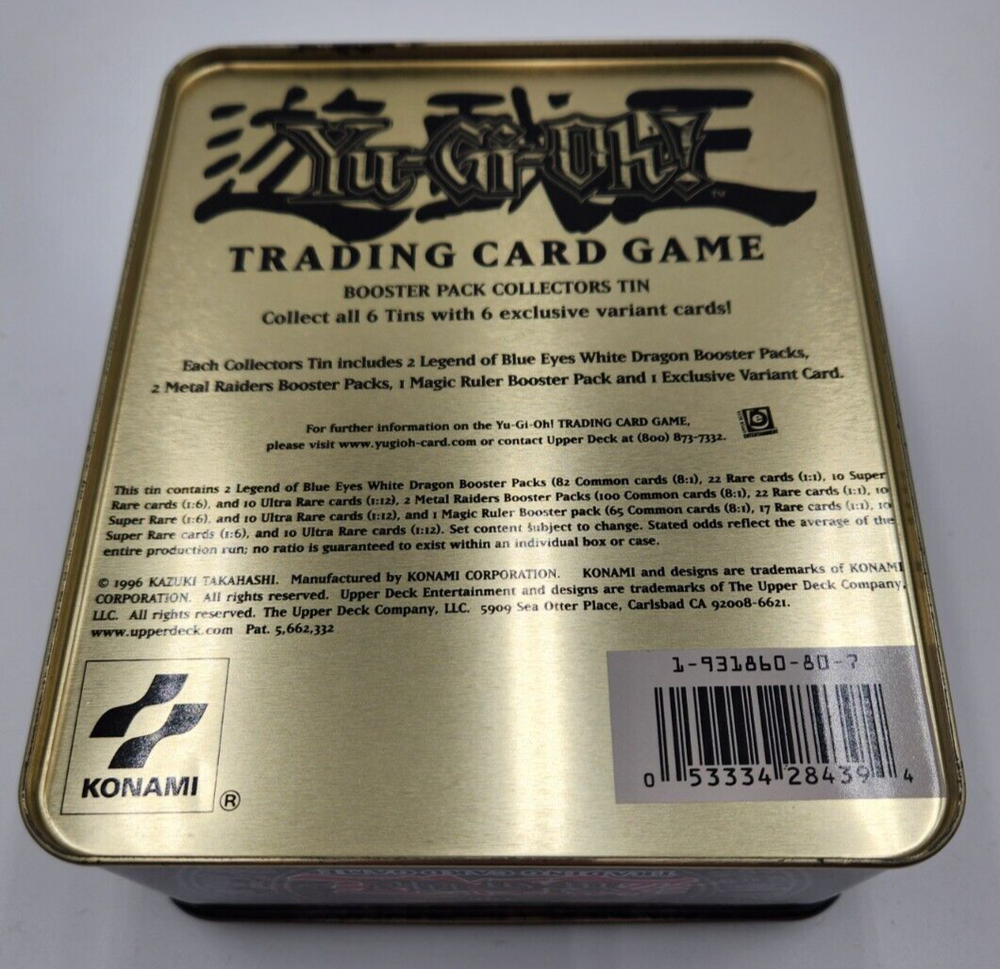 遊戯王
Yu-Gi-Oh!
TM
TRADING CARD GAME
BOOSTER PACK COLLECTORS TIN
Collect all 6 Tins with 6 exclusive variant cards!
Each Collectors Tin includes 2 Legend of Blue Eyes White Dragon Booster Packs,
2 Metal Raiders Booster Packs, 1 Magic Ruler Booster Pack and 1 Exclusive Variant Card.
For further information on the Yu-Gi-Oh! TRADING CARD GAME,
please visit www.yugioh-card.com or contact Upper Deck at (800) 873-7332.
This tin contains 2 Legend of Blue Eyes White Dragon Booster Packs (82 Common cards (8:1), 22 Rare cards (1:1), 10 Super
Rare cards (1:6), and 10 Ultra Rare cards (1:12), 2 Metal Raiders Booster Packs (100 Common cards (8:1), 22 Rare cards (1:1), 10
Super Rare (1:6), and 10 Ultra Rare cards (1:12), and 1 Magic Ruler Booster pack (65 Common cards (8:1), 17 Rare cards (1:1), 10
Super Rare cards (1:6), and 10 Ultra Rare cards (1:12). Set content subject to change. Stated odds reflect the average of the
entire production run; no ratio is guaranteed to exist within an individual box or case.
© 1996 KAZUKI TAKAHASHI. Manufactured by KONAMI CORPORATION. KONAMI and designs are trademarks of KONAMI
CORPORATION. All rights reserved. Upper Deck Entertainment and designs are trademarks of The Upper Deck Company,
LLC. All rights reserved. The Upper Deck Company, LLC. 5909 Sea Otter Place, Carlsbad CA 92008-6621.
www.upperdeck.com Pat. 5,662,332
KONAMI ®
1-931860-80-7
0 53334 28439 4